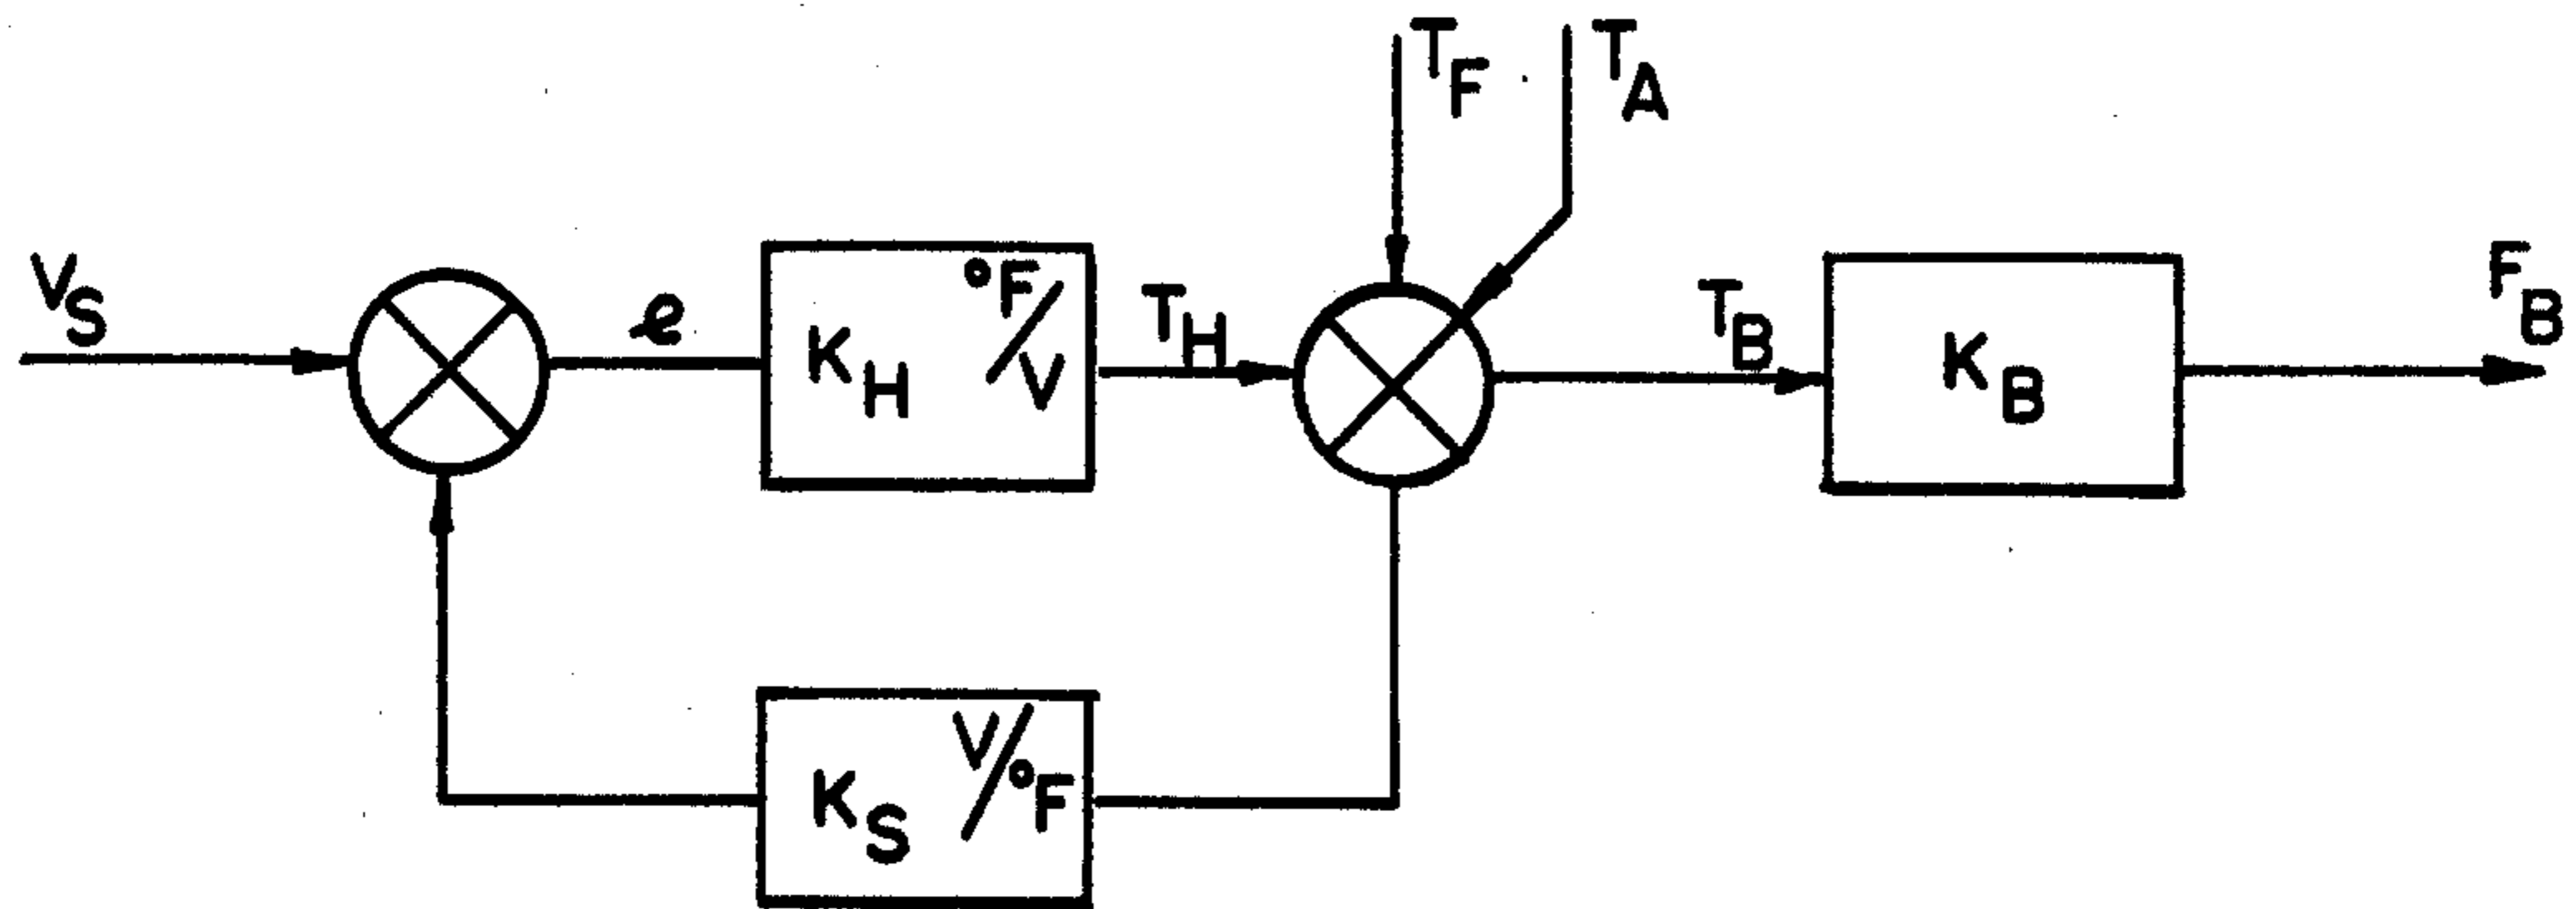 T_F
T_A
V_S
e
K_H °F/V
T_H
T_B
K_B
F_B
K_S V/°F